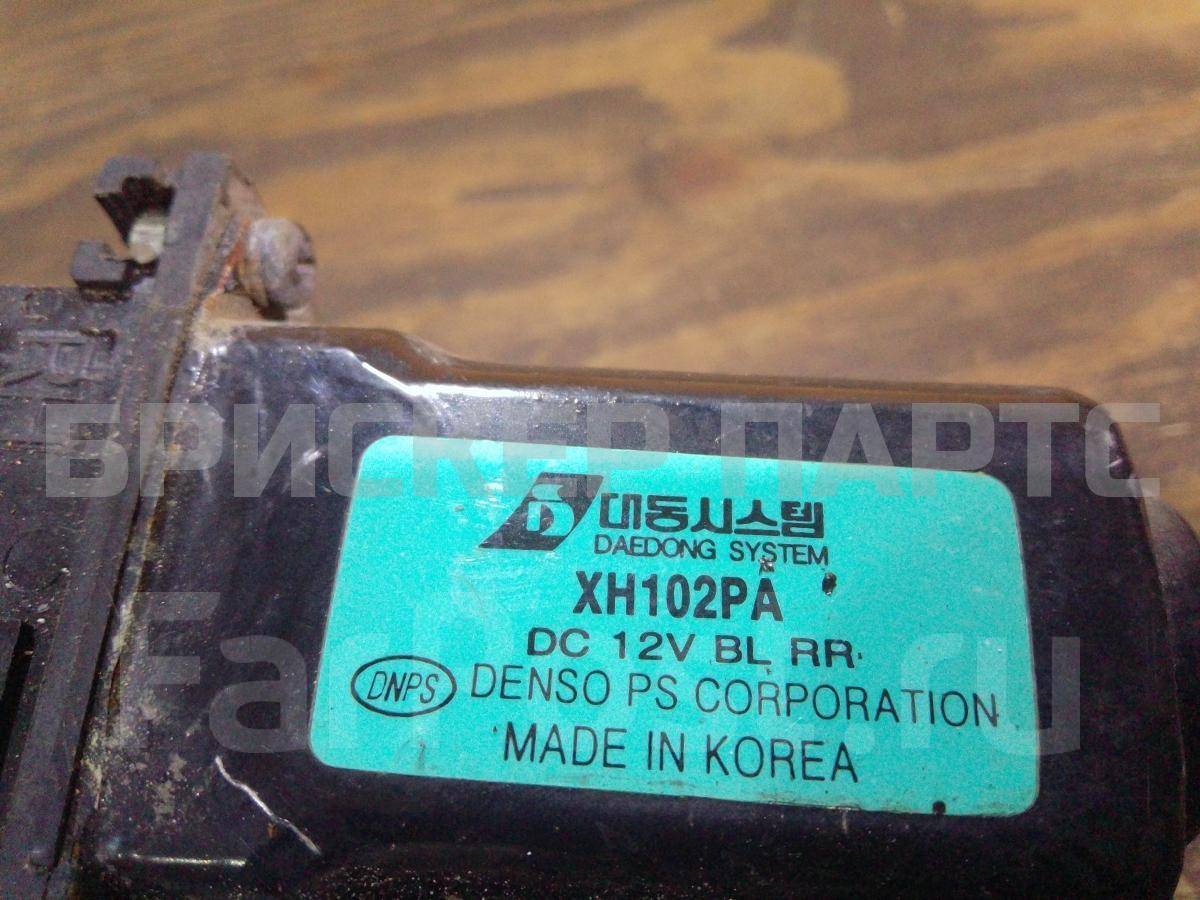 БРИСКЕР ПАРТС
대동시스템
DAEDONG SYSTEM
XH102PA
DC 12V BL RR
DNPS DENSO PS CORPORATION
MADE IN KOREA